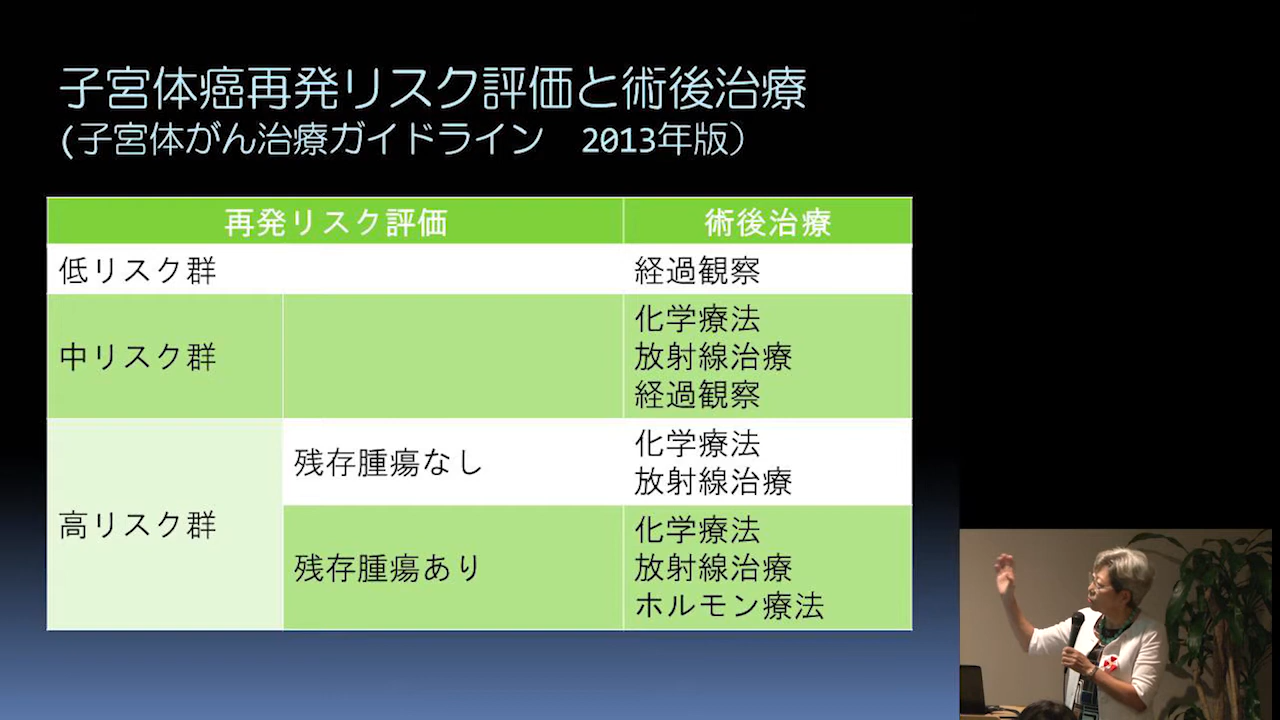 子宮体癌再発リスク評価と術後治療
(子宮体がん治療ガイドライン　2013年版）
再発リスク評価
術後治療
低リスク群
経過観察
中リスク群
化学療法
放射線治療
経過観察
高リスク群
残存腫瘍なし
化学療法
放射線治療
残存腫瘍あり
化学療法
放射線治療
ホルモン療法